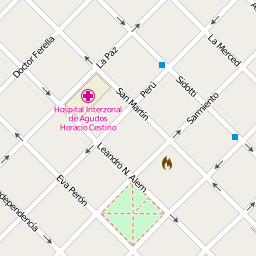 Doctor Ferella
La Paz
La Merced
Sidotti
Perú
San Martín
Sarmiento
Hospital Interzonal
de Agudos
Horacio Cestino
Leandro N. Alem
Eva Perón
ndependencia